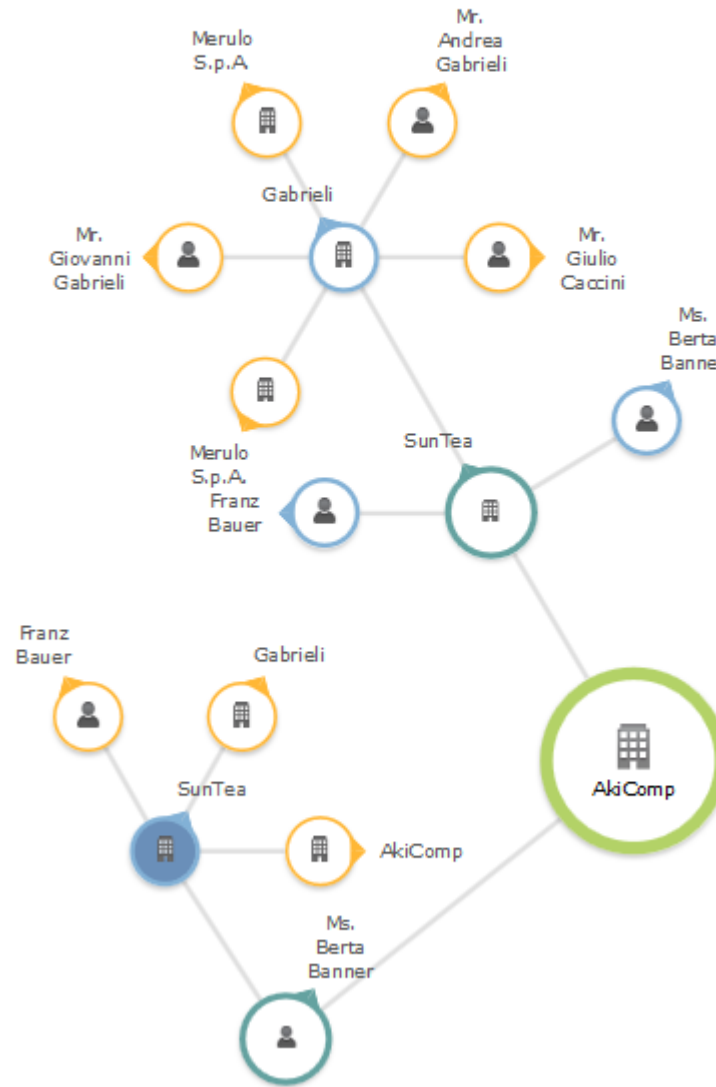 Merulo
S.p.A.
Mr.
Andrea
Gabrieli
Gabrieli
Mr.
Giovanni
Gabrieli
Mr.
Giulio
Caccini
Ms.
Berta
Banner
Merulo
S.p.A.
SunTea
Franz
Bauer
Franz
Bauer
Gabrieli
SunTea
AkiComp
AkiComp
Ms.
Berta
Banner